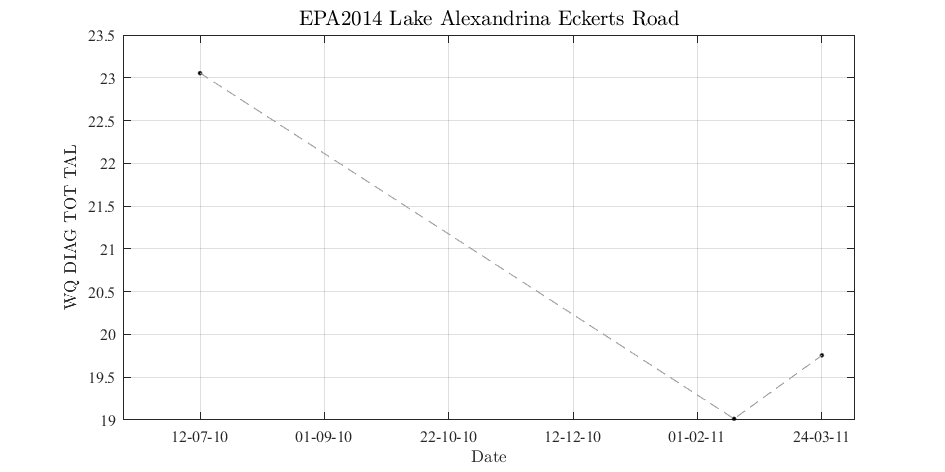 EPA2014 Lake Alexandrina Eckerts Road
23.5
23
22.5
22
21.5
21
20.5
20
19.5
19
WQ DIAG TOT TAL
12-07-10 01-09-10 22-10-10 12-12-10 01-02-11 24-03-11
Date